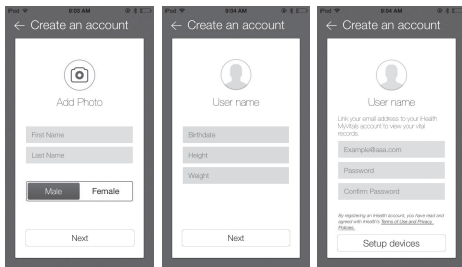 iPod 9:03 AM
← Create an account
Add Photo
First Name
Last Name
Male Female
Next
iPod 9:04 AM
← Create an account
User name
Birthdate
Height
Weight
Next
iPod 9:04 AM
← Create an account
User name
Link your email address to your iHealth
MyVitals account to view your vital
records.
Example@aaa.com
Password
Confirm Password
By registering an iHealth account, you have read and
agreed with iHealth's Terms of Use and Privacy
Policies.
Setup devices